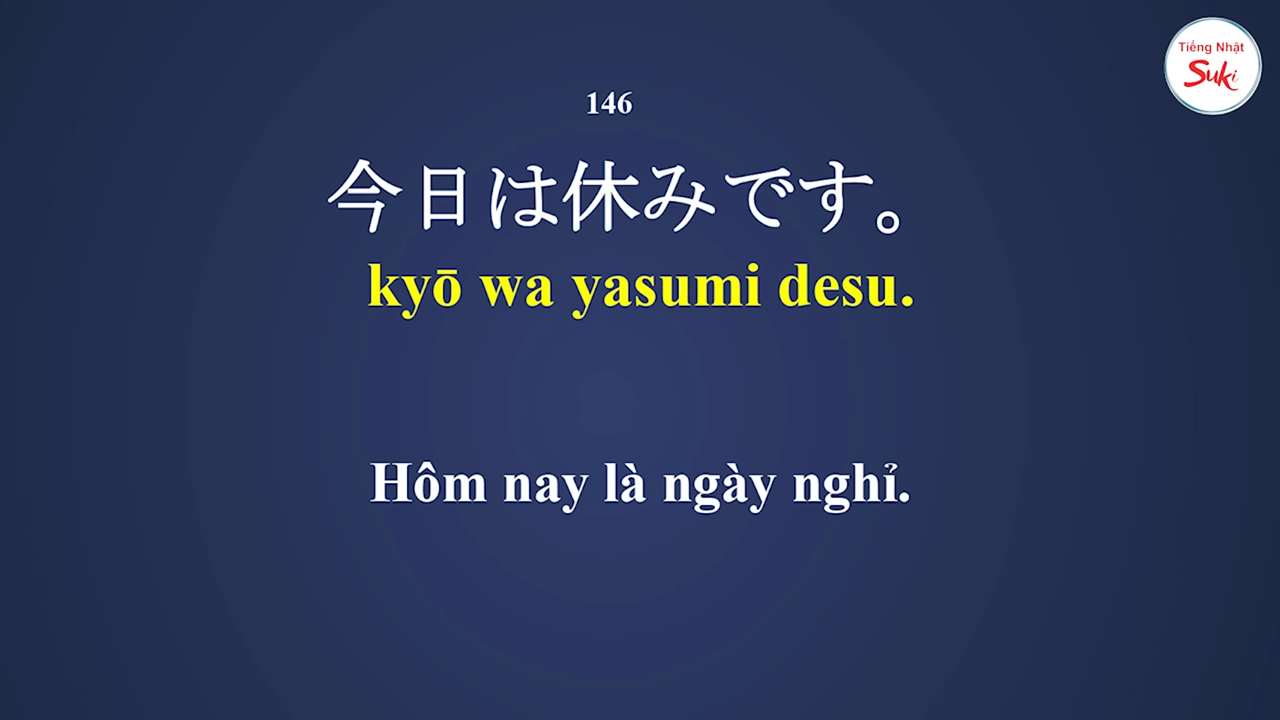 Tiếng Nhật
Suki
146
今日は休みです。
kyō wa yasumi desu.
Hôm nay là ngày nghỉ.